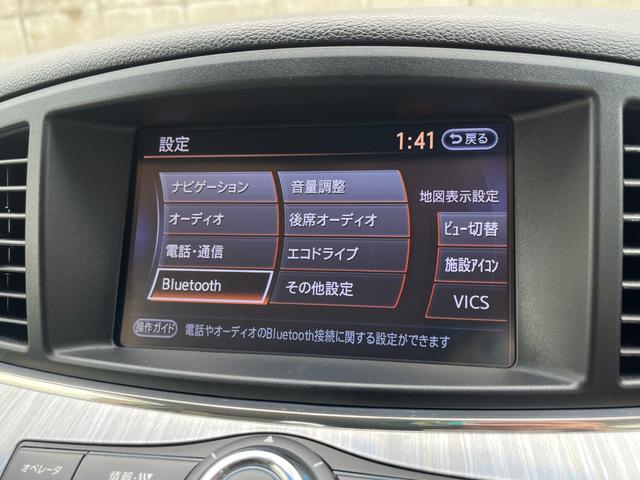 設定
1:41
戻る
ナビゲーション
音量調整
地図表示設定
オーディオ
後席オーディオ
ビュー切替
電話・通信
エコドライブ
施設アイコン
Bluetooth
その他設定
VICS
操作ガイド 電話やオーディオのBluetooth接続に関する設定ができます
オペレータ
情報・